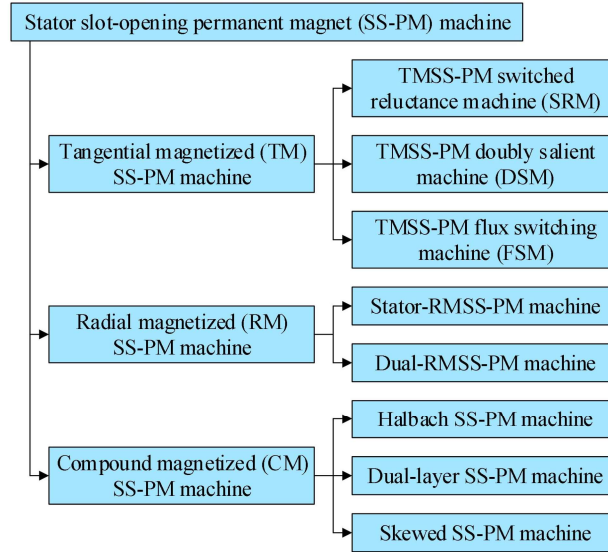 Stator slot-opening permanent magnet (SS-PM) machine
Tangential magnetized (TM)
SS-PM machine
TMSS-PM switched
reluctance machine (SRM)
TMSS-PM doubly salient
machine (DSM)
TMSS-PM flux switching
machine (FSM)
Radial magnetized (RM)
SS-PM machine
Stator-RMSS-PM machine
Dual-RMSS-PM machine
Compound magnetized (CM)
SS-PM machine
Halbach SS-PM machine
Dual-layer SS-PM machine
Skewed SS-PM machine